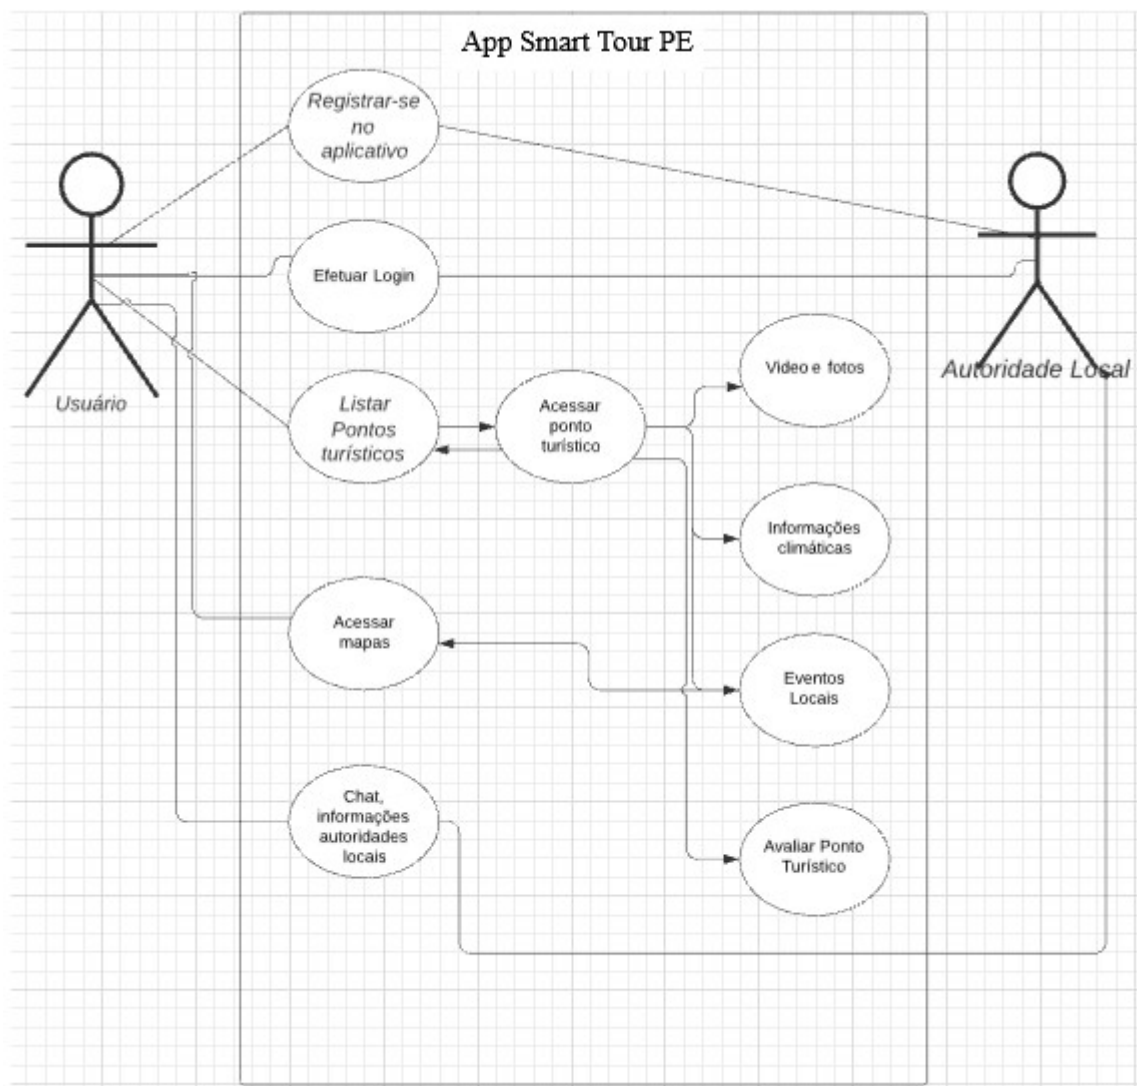 App Smart Tour PE
Registrar-se
no
aplicativo
Efetuar Login
Usuário
Autoridade Local
Listar
Pontos
turísticos
Acessar
ponto
turístico
Video e fotos
Informações
climáticas
Acessar
mapas
Eventos
Locais
Chat,
informações
autoridades
locais
Avaliar Ponto
Turístico